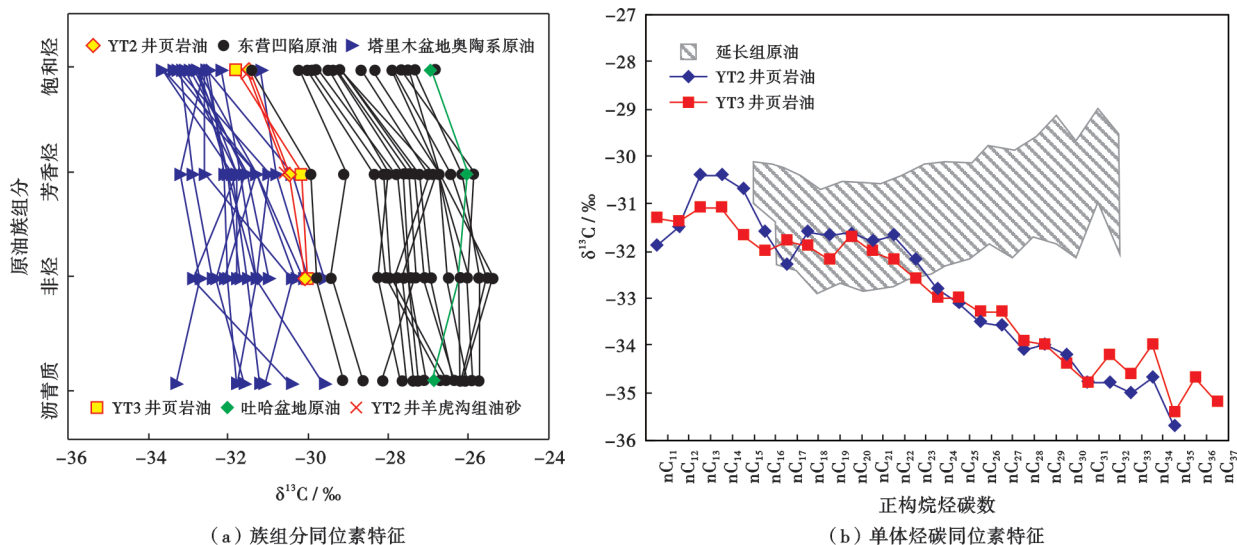 YT2 井页岩油 东营凹陷原油 塔里木盆地奥陶系原油
饱和烃
芳香烃
非烃
沥青质
原油族组分
YT3 井页岩油 吐哈盆地原油 YT2 井羊虎沟组油砂
−36 −34 −32 −30 −28 −26 −24
δ¹³C / ‰
（a）族组分同位素特征
−27
−28
−29
−30
−31
−32
−33
−34
−35
−36
δ¹³C / ‰
延长组原油
YT2 井页岩油
YT3 井页岩油
nC₁₁ nC₁₂ nC₁₃ nC₁₄ nC₁₅ nC₁₆ nC₁₇ nC₁₈ nC₁₉ nC₂₀ nC₂₁ nC₂₂ nC₂₃ nC₂₄ nC₂₆ nC₂₇ nC₂₈ nC₂₉ nC₃₀ nC₃₁ nC₃₂ nC₃₃ nC₃₄ nC₃₅ nC₃₆ nC₃₇
正构烷烃碳数
（b）单体烃碳同位素特征